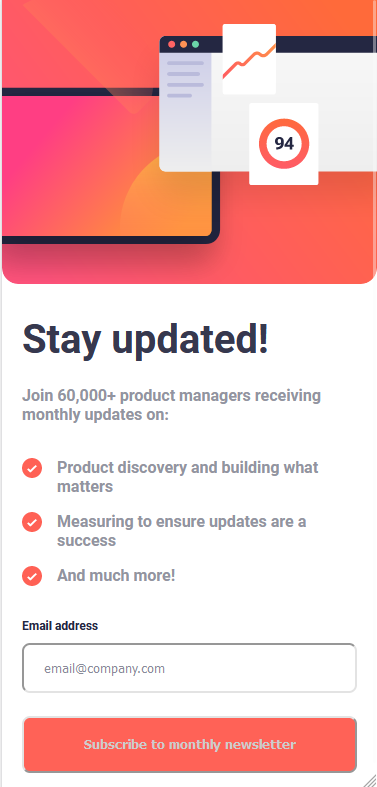 94
Stay updated!
Join 60,000+ product managers receiving
monthly updates on:
Product discovery and building what
matters
Measuring to ensure updates are a
success
And much more!
Email address
email@company.com
Subscribe to monthly newsletter